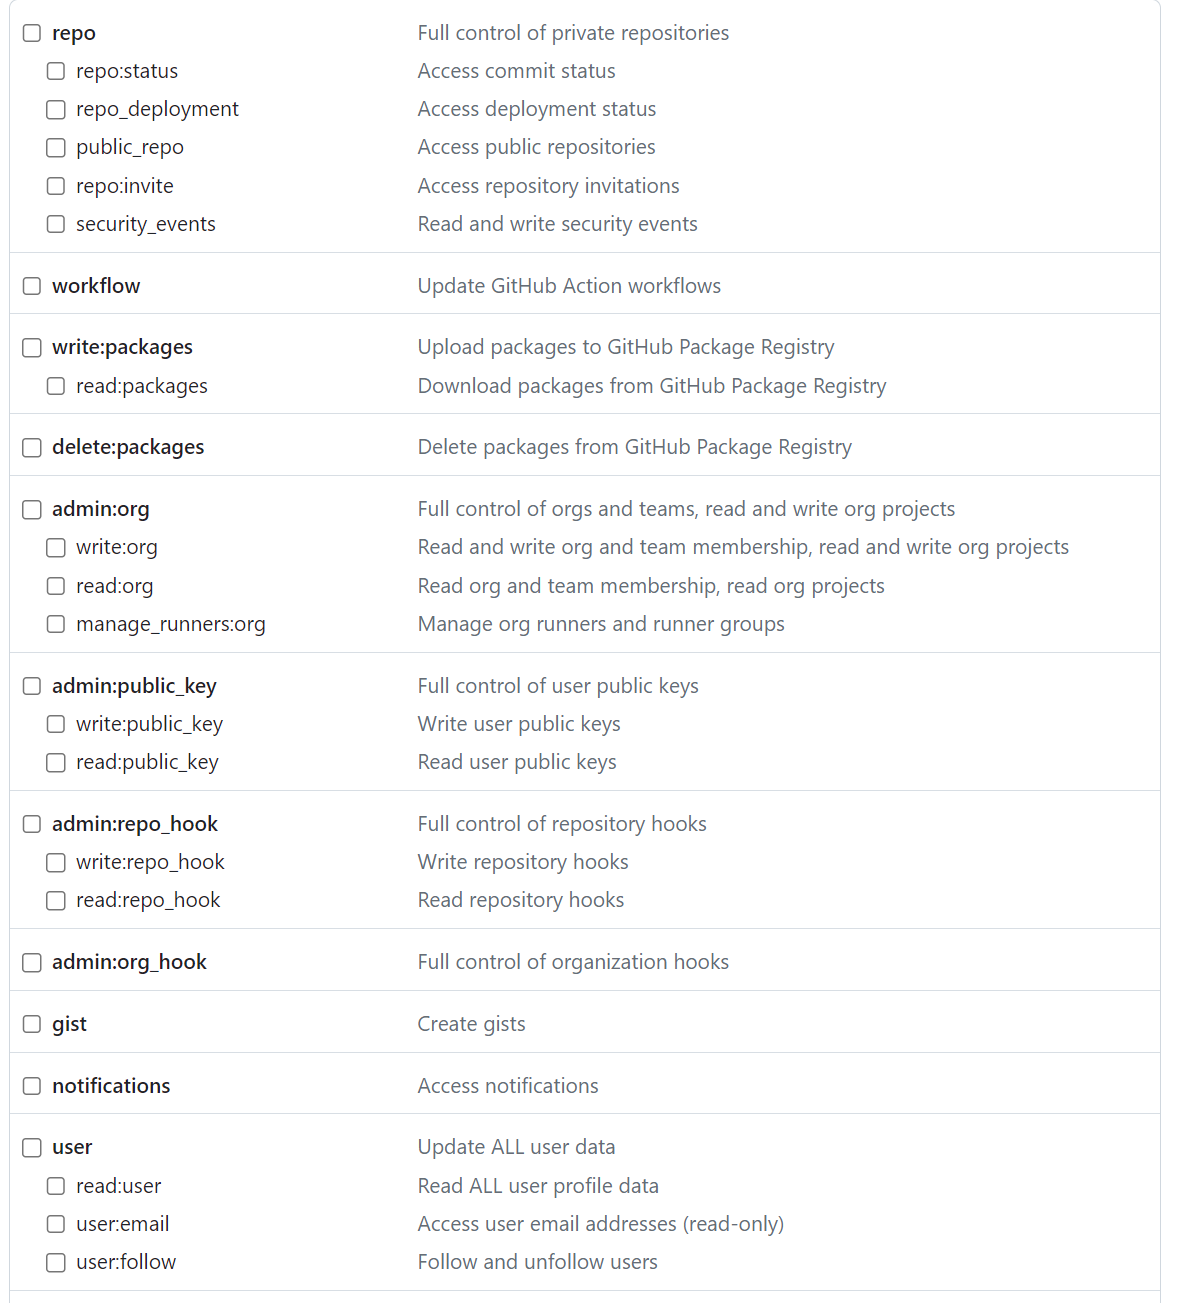 repo Full control of private repositories
repo:status Access commit status
repo_deployment Access deployment status
public_repo Access public repositories
repo:invite Access repository invitations
security_events Read and write security events
workflow Update GitHub Action workflows
write:packages Upload packages to GitHub Package Registry
read:packages Download packages from GitHub Package Registry
delete:packages Delete packages from GitHub Package Registry
admin:org Full control of orgs and teams, read and write org projects
write:org Read and write org and team membership, read and write org projects
read:org Read org and team membership, read org projects
manage_runners:org Manage org runners and runner groups
admin:public_key Full control of user public keys
write:public_key Write user public keys
read:public_key Read user public keys
admin:repo_hook Full control of repository hooks
write:repo_hook Write repository hooks
read:repo_hook Read repository hooks
admin:org_hook Full control of organization hooks
gist Create gists
notifications Access notifications
user Update ALL user data
read:user Read ALL user profile data
user:email Access user email addresses (read-only)
user:follow Follow and unfollow users